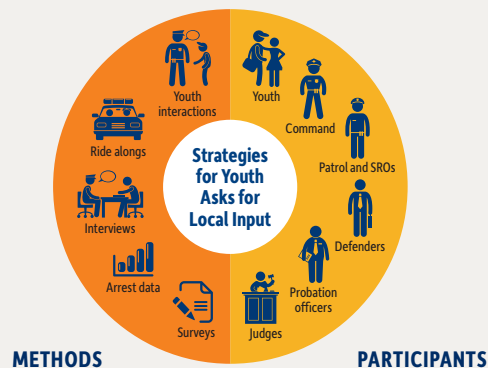 Strategies
for Youth
Asks for
Local Input
Youth
interactions
Ride alongs
Interviews
Arrest data
Surveys
Youth
Command
Patrol and SROs
Defenders
Probation
officers
Judges
METHODS
PARTICIPANTS